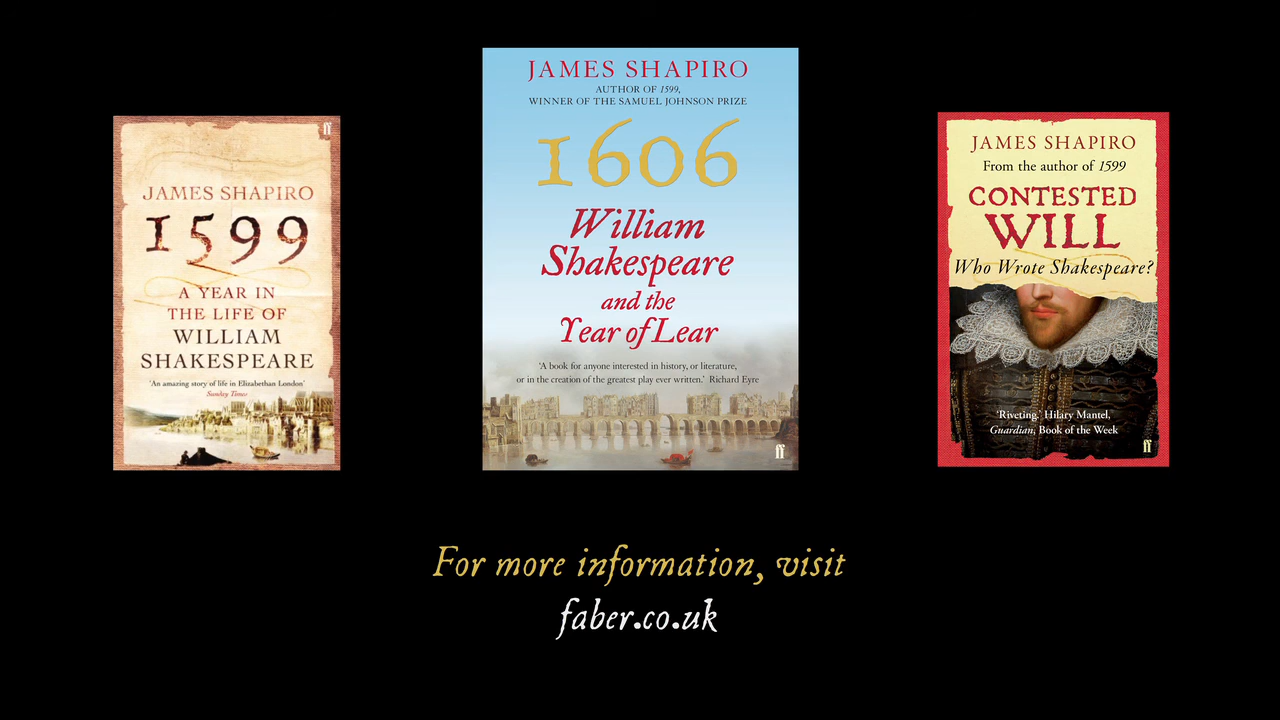 JAMES SHAPIRO
1599
A YEAR IN
THE LIFE OF
WILLIAM
SHAKESPEARE
'An amazing story of life in Elizabethan London'
Sunday Times
ff
JAMES SHAPIRO
AUTHOR OF 1599,
WINNER OF THE SAMUEL JOHNSON PRIZE
1606
William
Shakespeare
and the
Year of Lear
'A book for anyone interested in history, or literature,
or in the creation of the greatest play ever written.' Richard Eyre
ff
JAMES SHAPIRO
From the author of 1599
CONTESTED
WILL
Who Wrote Shakespeare?
'Riveting.' Hilary Mantel,
Guardian, Book of the Week
ff
For more information, visit
faber.co.uk